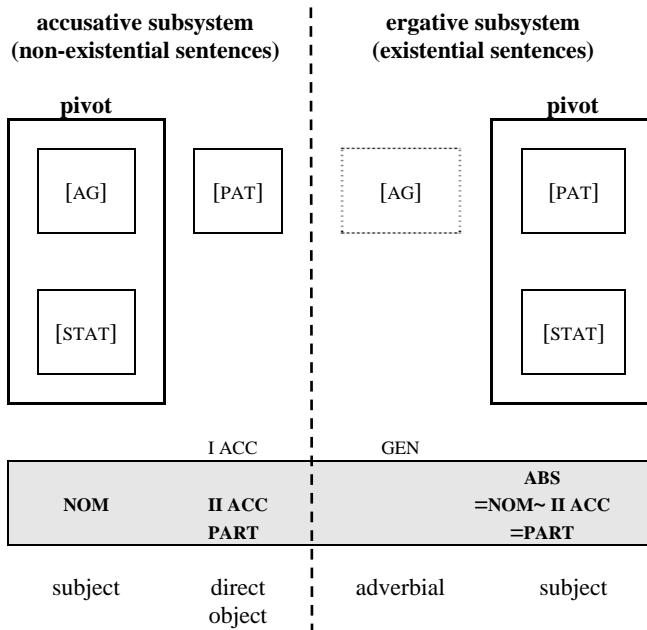 accusative subsystem
(non-existential sentences)
ergative subsystem
(existential sentences)
pivot
pivot
[AG]
[PAT]
[AG]
[PAT]
[STAT]
[STAT]
I ACC
GEN
NOM
II ACC
PART
ABS
=NOM~ II ACC
=PART
subject
direct
object
adverbial
subject